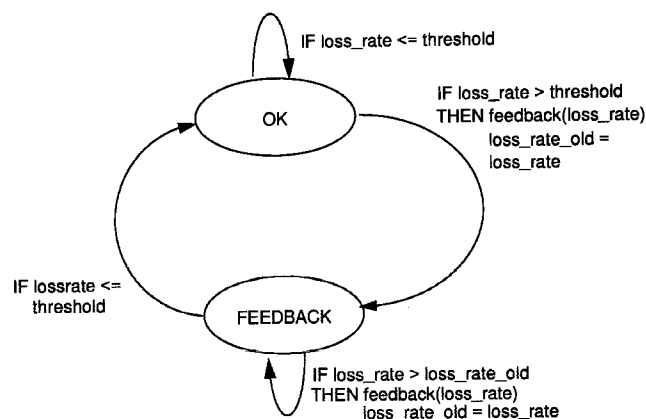 IF loss_rate <= threshold
IF loss_rate > threshold
THEN feedback(loss_rate)
loss_rate_old =
loss_rate
OK
IF lossrate <=
threshold
FEEDBACK
IF loss_rate > loss_rate_old
THEN feedback(loss_rate)
loss_rate_old = loss_rate